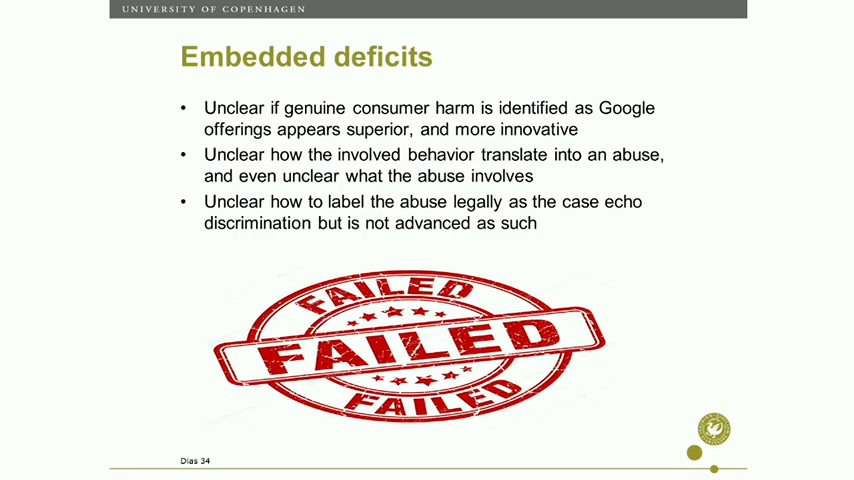 UNIVERSITY OF COPENHAGEN
Embedded deficits
• Unclear if genuine consumer harm is identified as Google
offerings appears superior, and more innovative
• Unclear how the involved behavior translate into an abuse,
and even unclear what the abuse involves
• Unclear how to label the abuse legally as the case echo
discrimination but is not advanced as such
FAILED
FAILED
FAILED
Dias 34